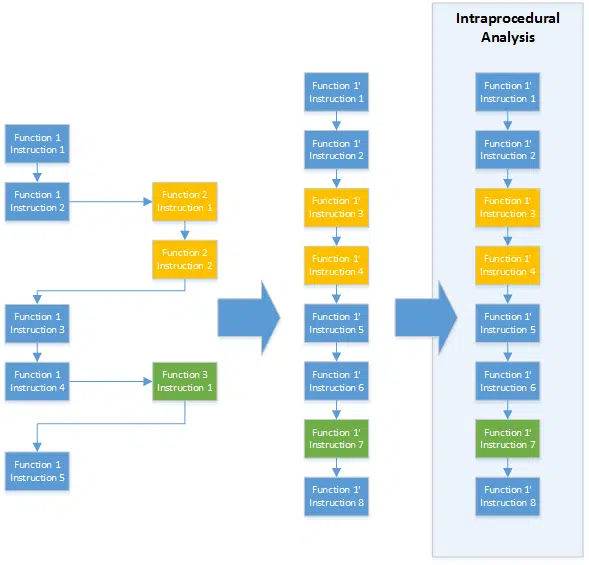 Intraprocedural
Analysis
Function 1
Instruction 1
Function 1
Instruction 2
Function 2
Instruction 1
Function 2
Instruction 2
Function 1
Instruction 3
Function 1
Instruction 4
Function 3
Instruction 1
Function 1
Instruction 5
Function 1'
Instruction 1
Function 1'
Instruction 2
Function 1'
Instruction 3
Function 1'
Instruction 4
Function 1'
Instruction 5
Function 1'
Instruction 6
Function 1'
Instruction 7
Function 1'
Instruction 8
Function 1'
Instruction 1
Function 1'
Instruction 2
Function 1'
Instruction 3
Function 1'
Instruction 4
Function 1'
Instruction 5
Function 1'
Instruction 6
Function 1'
Instruction 7
Function 1'
Instruction 8